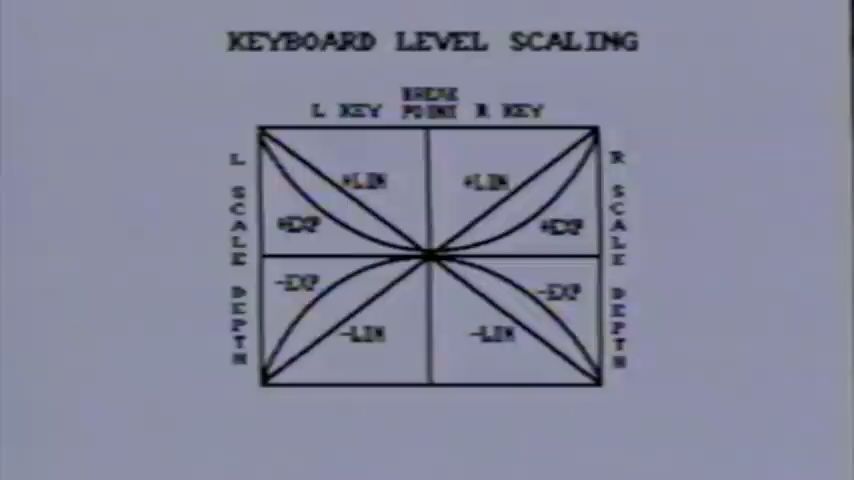 KEYBOARD LEVEL SCALING
BREAK
L KEY POINT R KEY
L SCALE DEPTH
R SCALE DEPTH
+LIN +LIN
+EXP +EXP
-EXP -EXP
-LIN -LIN